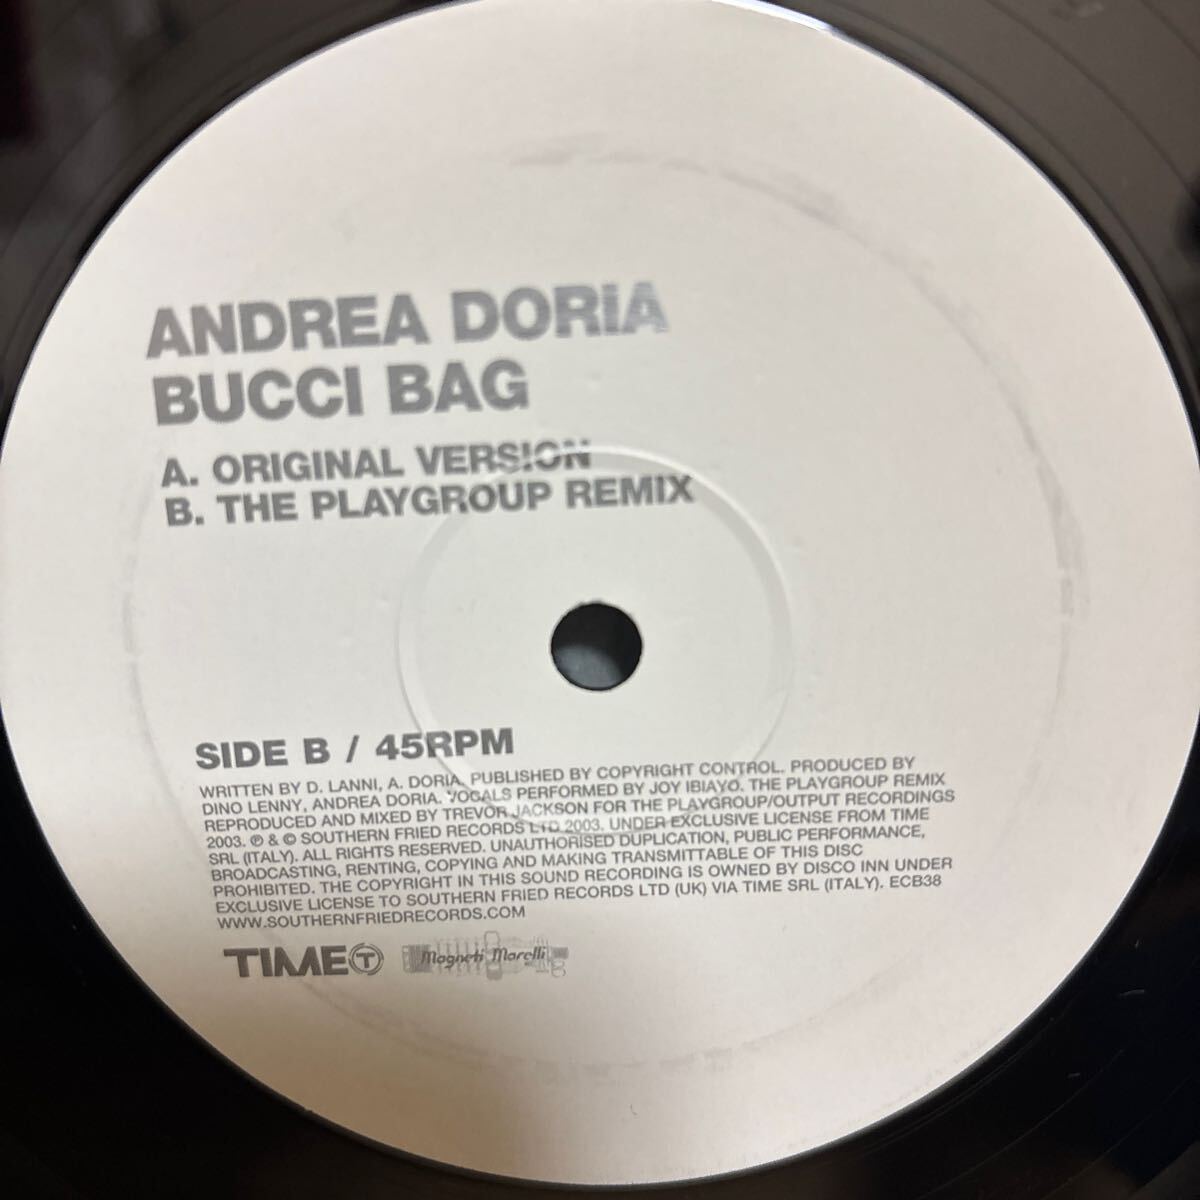 ANDREA DORiA
BUCCI BAG
A. ORIGINAL VERSION
B. THE PLAYGROUP REMIX
SIDE B / 45RPM
WRITTEN BY D. LANNI, A. DORIA. PUBLISHED BY COPYRIGHT CONTROL. PRODUCED BY
DINO LENNY, ANDREA DORIA. VOCALS PERFORMED BY JOY IBIAYO. THE PLAYGROUP REMIX
REPRODUCED AND MIXED BY TREVOR JACKSON FOR THE PLAYGROUP/OUTPUT RECORDINGS
2003. ℗ & © SOUTHERN FRIED RECORDS LTD 2003. UNDER EXCLUSIVE LICENSE FROM TIME
SRL (ITALY). ALL RIGHTS RESERVED. UNAUTHORISED DUPLICATION, PUBLIC PERFORMANCE,
BROADCASTING, RENTING, COPYING AND MAKING TRANSMITTABLE OF THIS DISC
PROHIBITED. THE COPYRIGHT IN THIS SOUND RECORDING IS OWNED BY DISCO INN UNDER
EXCLUSIVE LICENSE TO SOUTHERN FRIED RECORDS LTD (UK) VIA TIME SRL (ITALY). ECB38
WWW.SOUTHERNFRIEDRECORDS.COM
TIME T Magneti Marelli